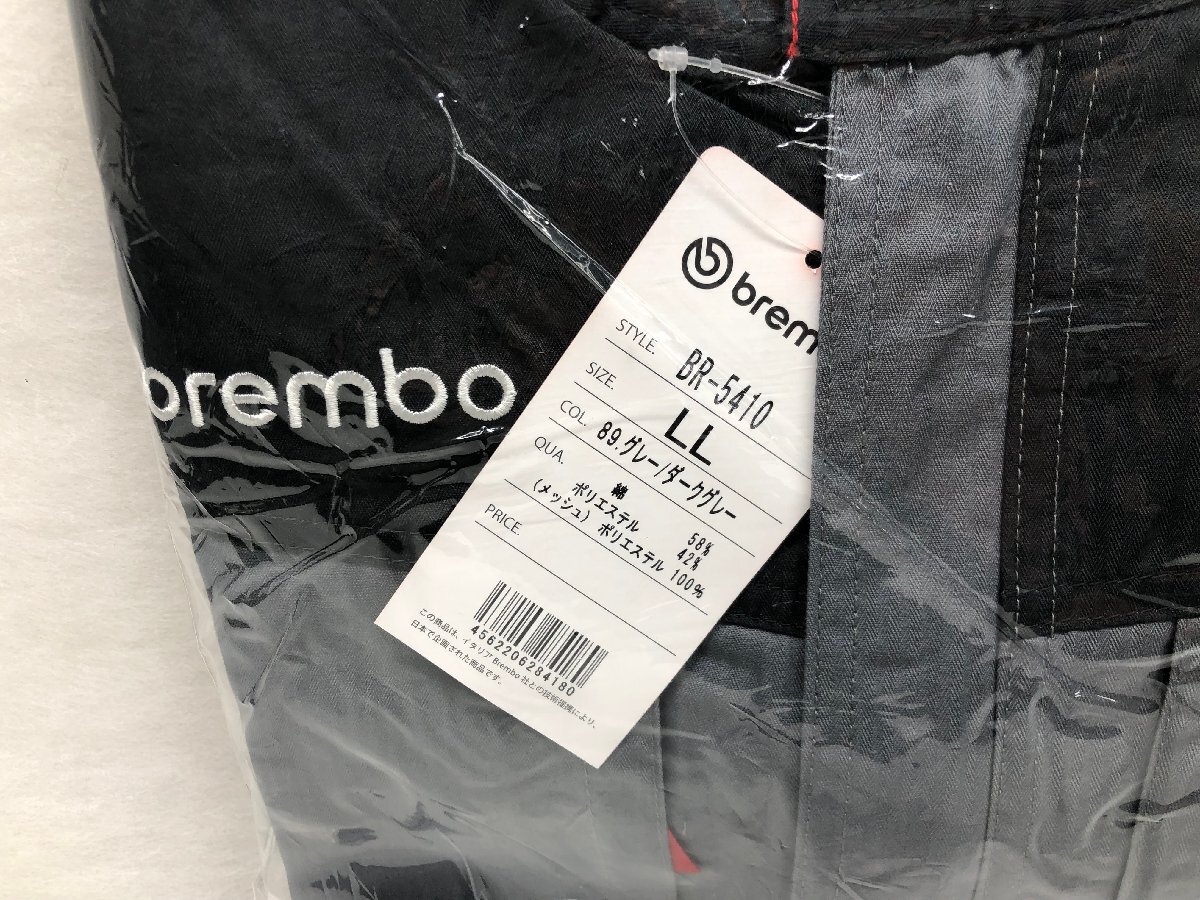 brembo
brem
STYLE. BR-5410
SIZE. LL
COL. 89.グレー/ダークグレー
QUA. 綿 58%
ポリエステル 42%
(メッシュ) ポリエステル 100%
PRICE.
4562206284180
この商品は、イタリア Brembo 社との技術復携により、
日本で企画された商品です。